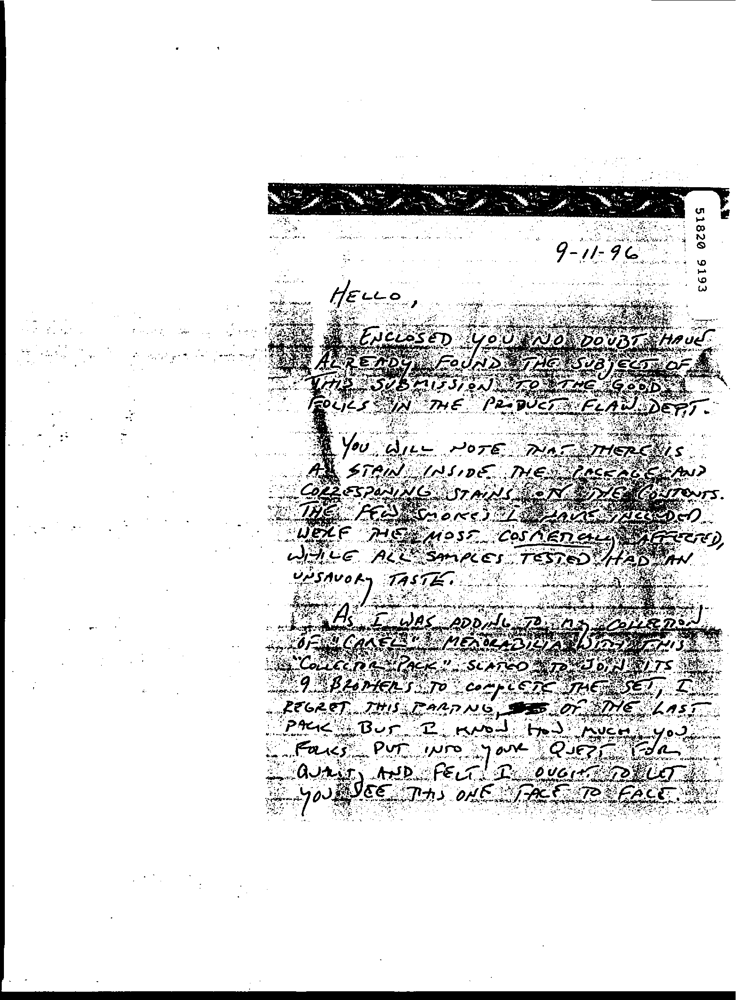 51820 9193
9-11-96
HELLO,
ENCLOSED YOU NO DOUBT HAVE
ALREADY FOUND THE SUBJECT OF
THIS SUBMISSION TO THE GOOD
FOLKS IN THE PRODUCT FLAW DEPT.
YOU WILL NOTE THAT THERE IS
A STAIN INSIDE THE PACKAGE AND
CORRESPONING STAINS ON THE CONTENTS.
THE FEW SMOKES I HAVE INCLUDED
WERE THE MOST COSMETICALLY AFFECTED,
WHILE ALL SAMPLES TESTED HAD AN
UNSAVORY TASTE.
AS I WAS ADDING TO MY COLLECTION
OF "CAMEL" MEMORABILIA WITH THIS
"COLLECTOR PACK" SLATED TO JOIN ITS
9 BROTHERS TO COMPLETE THE SET, I
REGRET THIS PARTING, OF THE LAST
PACK BUT I KNOW HOW MUCH YOU
FOLKS PUT INTO YOUR QUEST FOR
QUALITY AND FELT I OUGHT TO LET
YOU SEE THIS ONE FACE TO FACE.